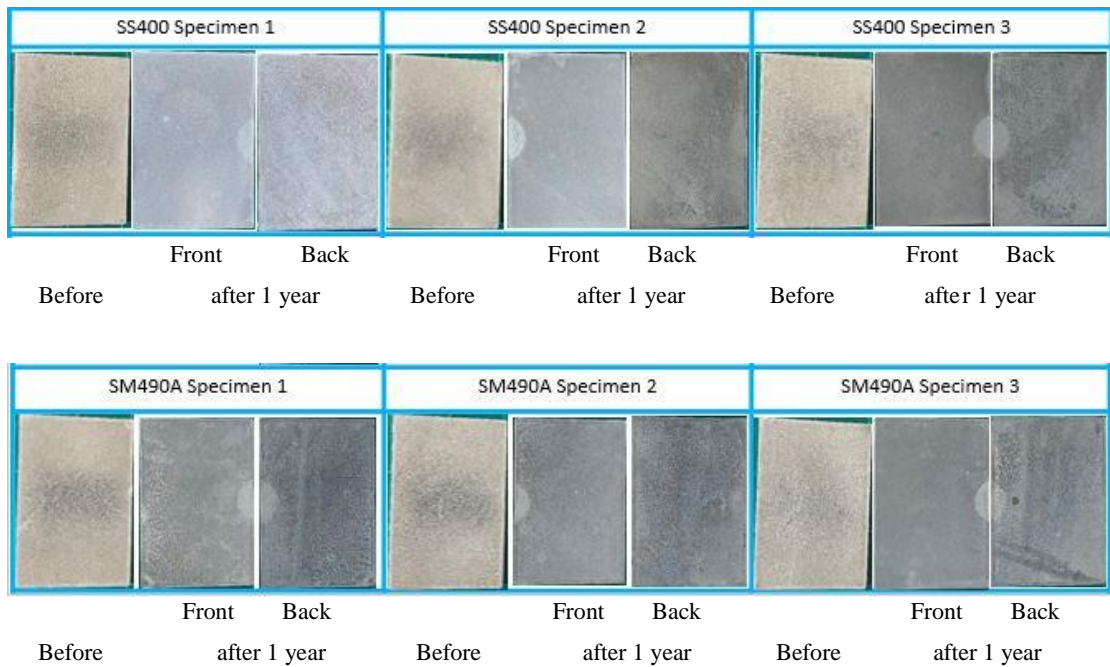 SS400 Specimen 1 SS400 Specimen 2 SS400 Specimen 3
Front Back Front Back Front Back
Before after 1 year Before after 1 year Before after 1 year
SM490A Specimen 1 SM490A Specimen 2 SM490A Specimen 3
Front Back Front Back Front Back
Before after 1 year Before after 1 year Before after 1 year